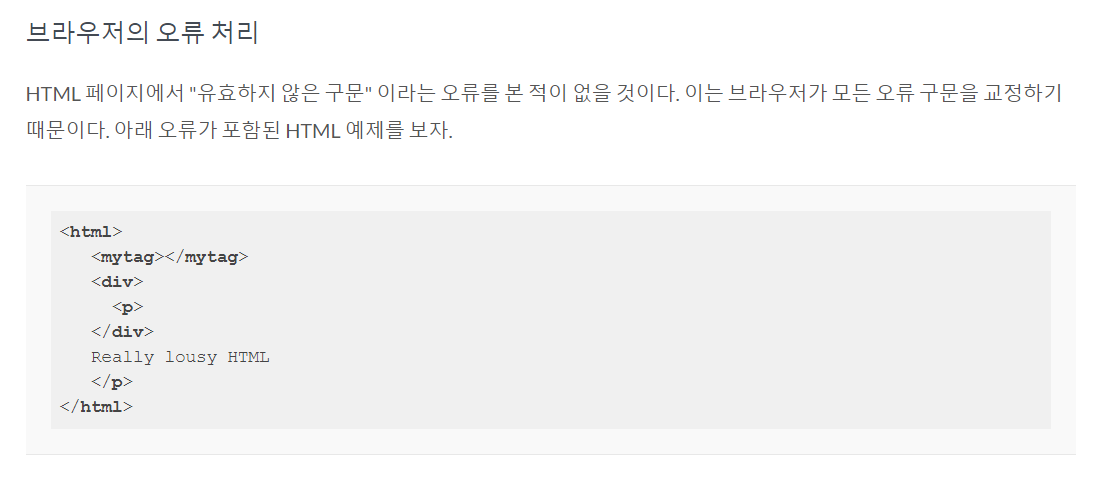 브라우저의 오류 처리
HTML 페이지에서 "유효하지 않은 구문" 이라는 오류를 본 적이 없을 것이다. 이는 브라우저가 모든 오류 구문을 교정하기
때문이다. 아래 오류가 포함된 HTML 예제를 보자.
<html>
   <mytag></mytag>
   <div>
     <p>
   </div>
   Really lousy HTML
   </p>
</html>